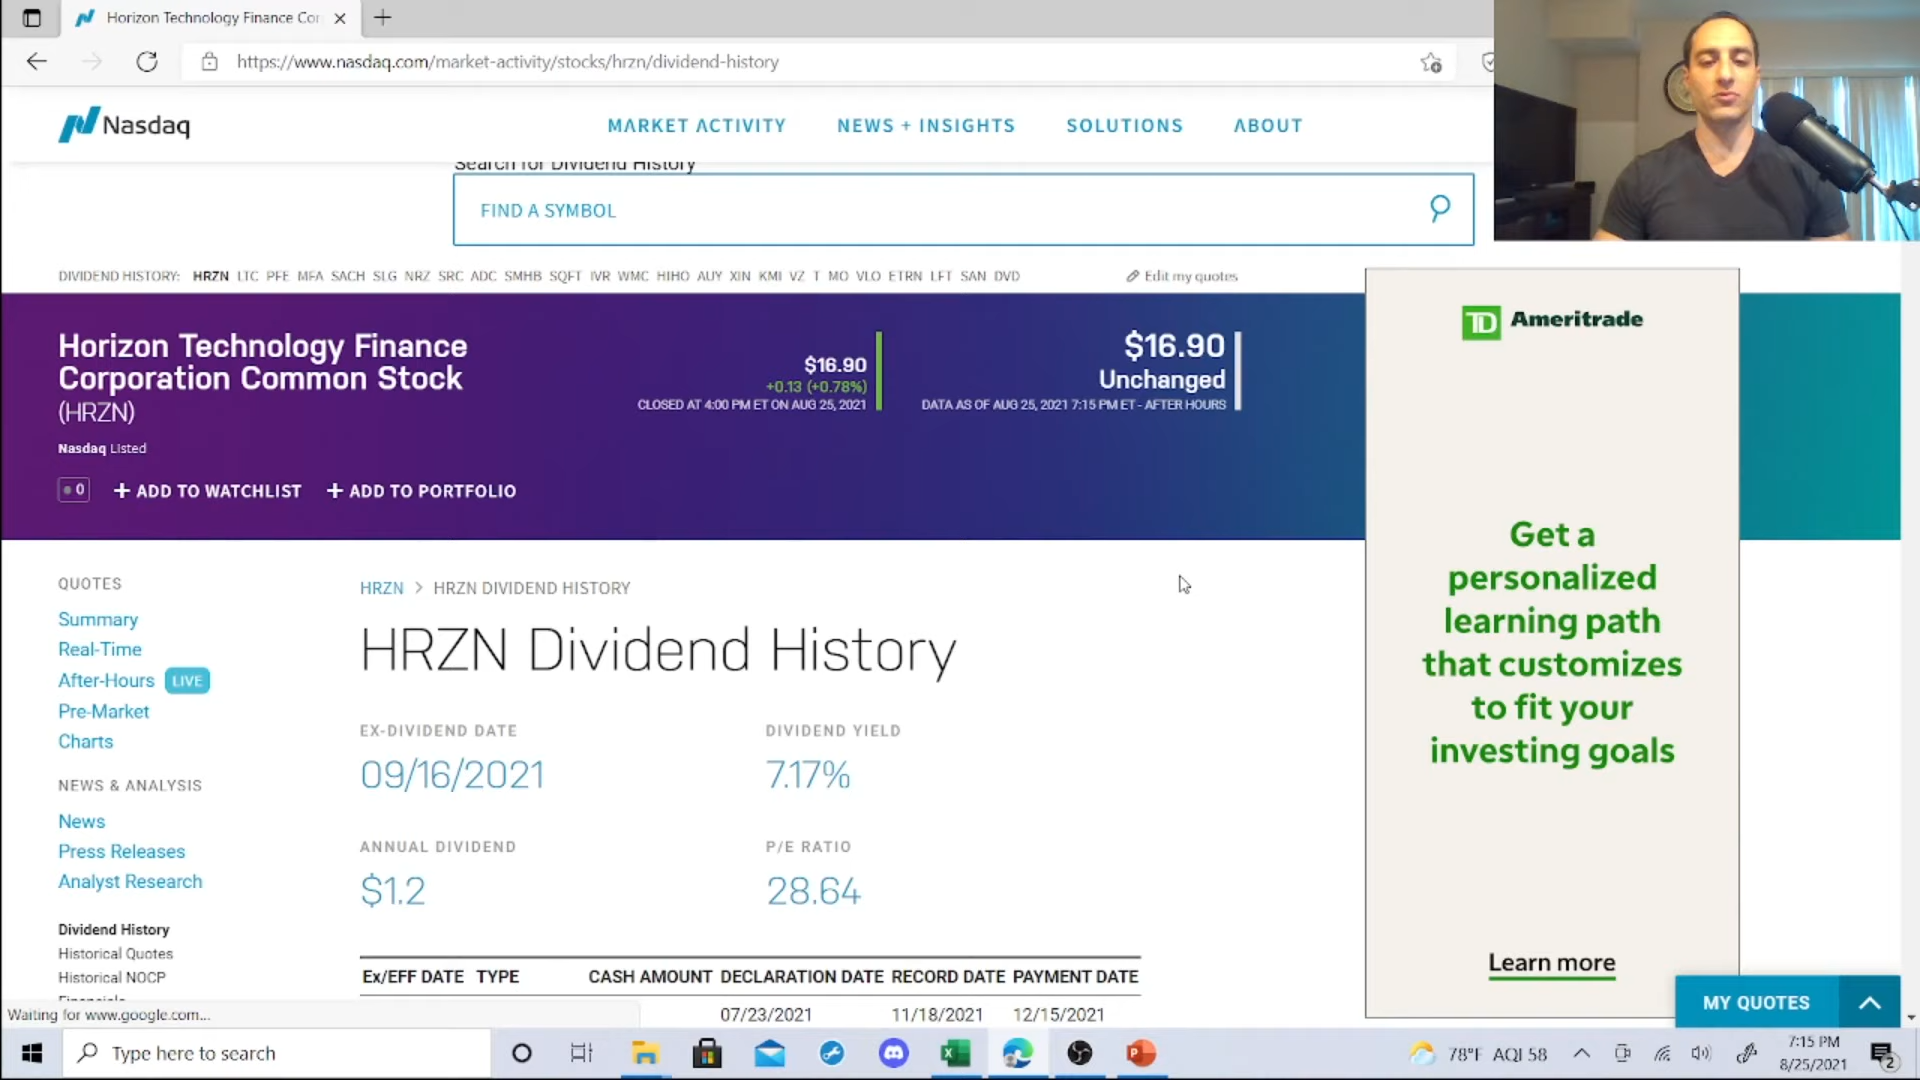 Horizon Technology Finance Cor
https://www.nasdaq.com/market-activity/stocks/hrzn/dividend-history
Nasdaq
MARKET ACTIVITY
NEWS + INSIGHTS
SOLUTIONS
ABOUT
Search for Dividend History
FIND A SYMBOL
DIVIDEND HISTORY: HRZN LTC PFE MFA SACH SLG NRZ SRC ADC SMHB SQFT IVR WMC HIHO AUY XIN KMI VZ T MO VLO ETRN LFT SAN DVD
Edit my quotes
Horizon Technology Finance
Corporation Common Stock
(HRZN)
Nasdaq Listed
0
+ ADD TO WATCHLIST
+ ADD TO PORTFOLIO
$16.90
+0.13 (+0.78%)
CLOSED AT 4:00 PM ET ON AUG 25, 2021
$16.90
Unchanged
DATA AS OF AUG 25, 2021 7:15 PM ET - AFTER HOURS
TD Ameritrade
Get a
personalized
learning path
that customizes
to fit your
investing goals
Learn more
QUOTES
Summary
Real-Time
After-Hours LIVE
Pre-Market
Charts
NEWS & ANALYSIS
News
Press Releases
Analyst Research
Dividend History
Historical Quotes
Historical NOCP
Financials
HRZN > HRZN DIVIDEND HISTORY
HRZN Dividend History
EX-DIVIDEND DATE
09/16/2021
DIVIDEND YIELD
7.17%
ANNUAL DIVIDEND
$1.2
P/E RATIO
28.64
Ex/EFF DATE TYPE CASH AMOUNT DECLARATION DATE RECORD DATE PAYMENT DATE
07/23/2021 11/18/2021 12/15/2021
MY QUOTES
Waiting for www.google.com...
Type here to search
78°F AQI 58
7:15 PM
8/25/2021
2